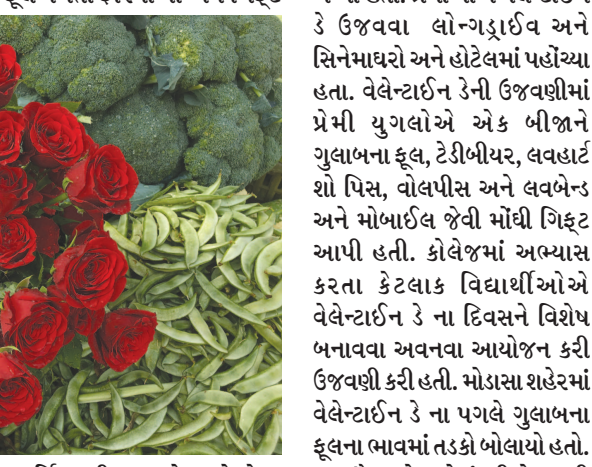 ડે ઉજવવા લોન્ગડ્રાઈવ અને
સિનેમાઘરો અને હોટેલમાં પહોંચ્યા
હતા. વેલેન્ટાઈન ડેની ઉજવણીમાં
પ્રેમી યુગલોએ એક બીજાને
ગુલાબના ફૂલ, ટેડીબીયર, લવહાર્ટ
શો પિસ, વોલપીસ અને લવબેન્ડ
અને મોબાઈલ જેવી મોંઘી ગિફ્ટ
આપી હતી. કોલેજમાં અભ્યાસ
કરતા કેટલાક વિદ્યાર્થીઓએ
વેલેન્ટાઈન ડે ના દિવસને વિશેષ
બનાવવા અવનવા આયોજન કરી
ઉજવણી કરી હતી. મોડાસા શહેરમાં
વેલેન્ટાઈન ડે ના પગલે ગુલાબના
ફૂલના ભાવમાં તડકો બોલાયો હતો.